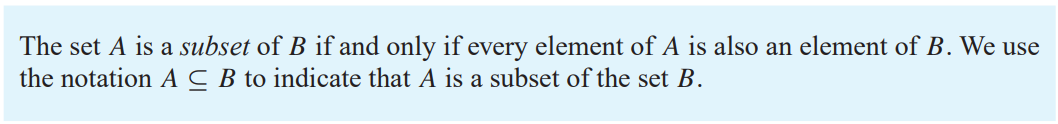 The set A is a subset of B if and only if every element of A is also an element of B. We use
the notation A ⊆ B to indicate that A is a subset of the set B.